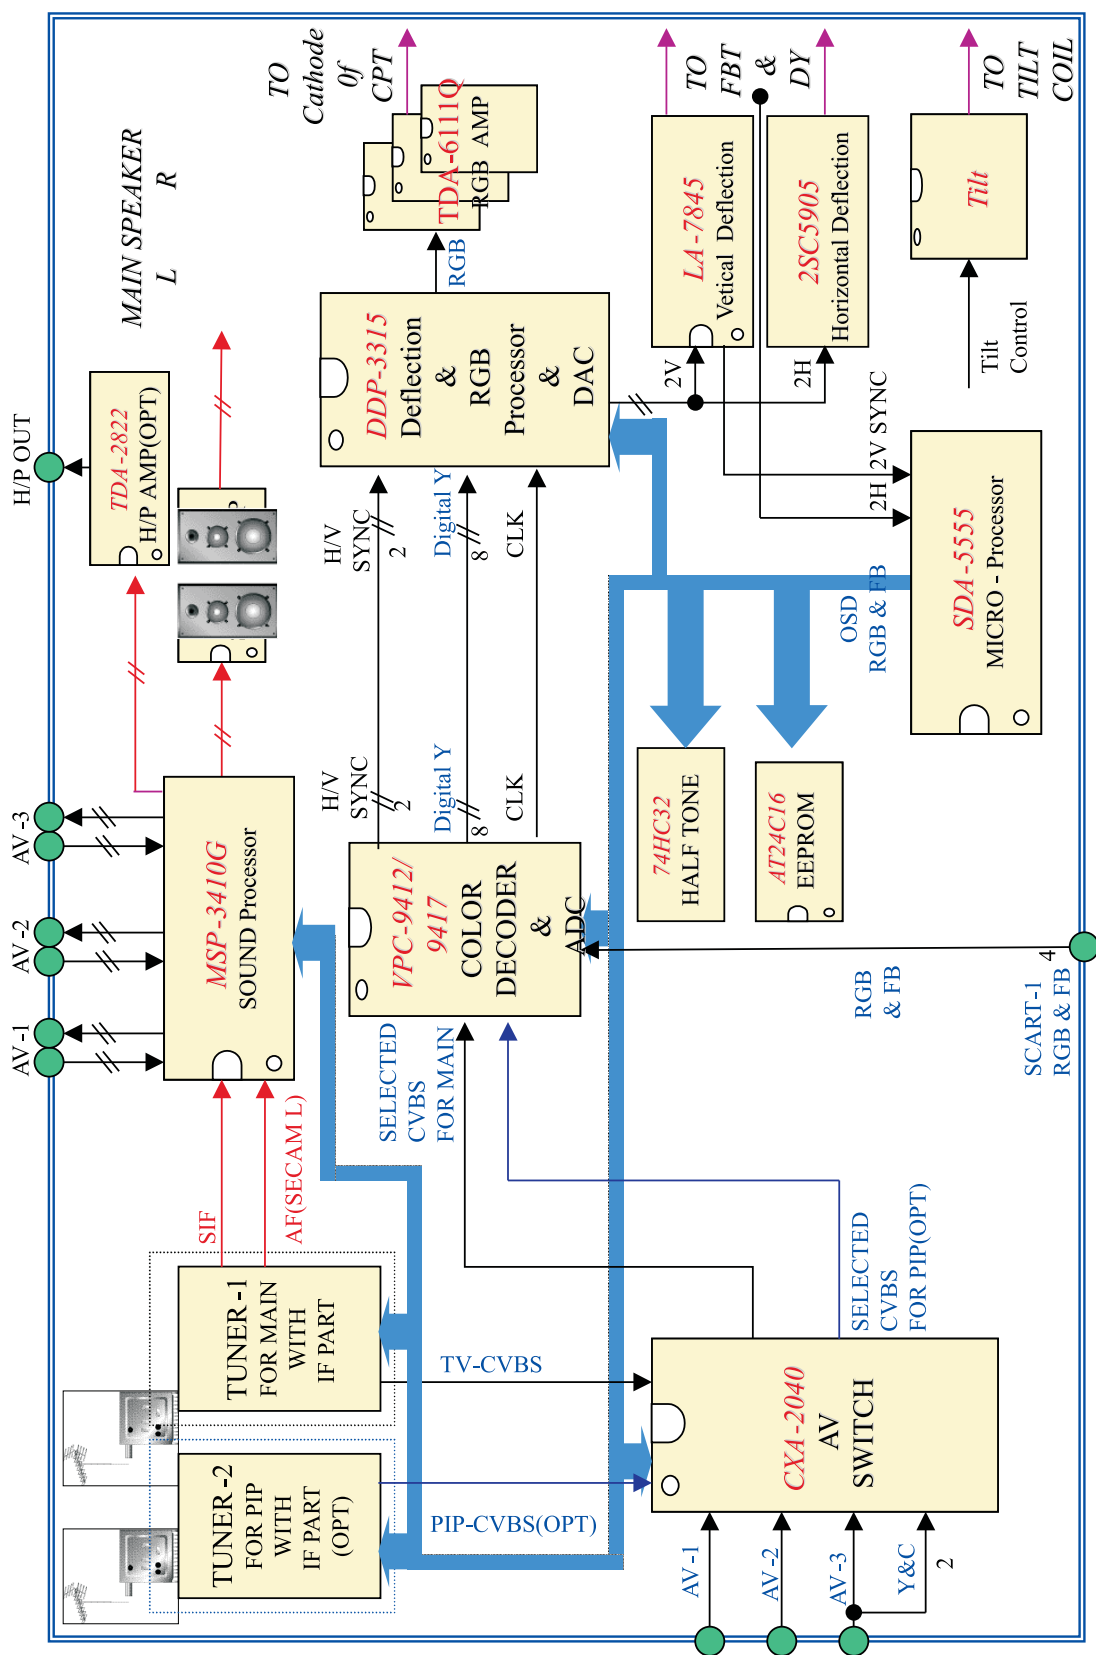 TUNER-2
FOR PIP
WITH
IF PART
(OPT)
TUNER-1
FOR MAIN
WITH
IF PART
SIF
AF(SECAM L)
AV-1
AV-2
AV-3
MSP-3410G
SOUND Processor
H/P OUT
TDA-2822
H/P AMP(OPT)
MAIN SPEAKER
L R
PIP-CVBS(OPT)
TV-CVBS
SELECTED
CVBS
FOR MAIN
VPC-9412/
9417
COLOR
DECODER
&
ADC
H/V
SYNC
2
Digital Y
8
CLK
H/V
SYNC
2
Digital Y
8
CLK
DDP-3315
Deflection
&
RGB
Processor
&
DAC
RGB
TDA-6111Q
RGB AMP
TO
Cathode
0f
CPT
AV-1
AV-2
AV-3
Y&C
2
CXA-2040
AV
SWITCH
SELECTED
CVBS
FOR PIP(OPT)
RGB
& FB
4
SCART-1
RGB & FB
74HC32
HALF TONE
AT24C16
EEPROM
OSD
RGB & FB
SDA-5555
MICRO - Processor
2H
2V SYNC
2V
2H
LA-7845
Vetical Deflection
2SC5905
Horizontal Deflection
TO
FBT
&
DY
Tilt
Control
Tilt
TO
TILT
COIL